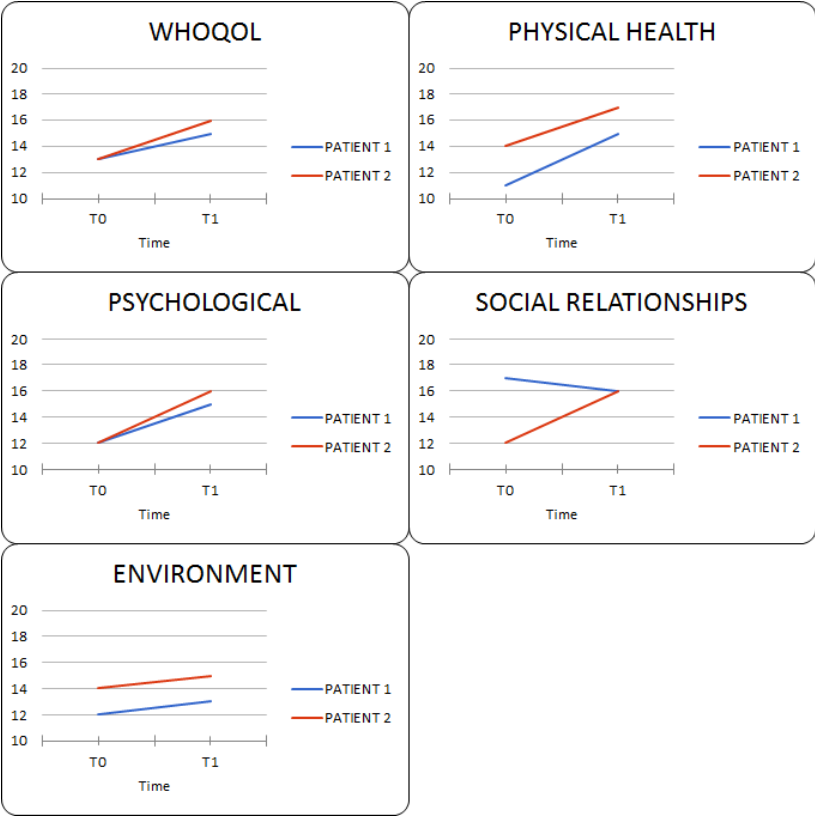 WHOQOL
20
18
16
14
12
10
T0 T1
Time
PATIENT 1
PATIENT 2
PHYSICAL HEALTH
20
18
16
14
12
10
T0 T1
Time
PATIENT 1
PATIENT 2
PSYCHOLOGICAL
20
18
16
14
12
10
T0 T1
Time
PATIENT 1
PATIENT 2
SOCIAL RELATIONSHIPS
20
18
16
14
12
10
T0 T1
Time
PATIENT 1
PATIENT 2
ENVIRONMENT
20
18
16
14
12
10
T0 T1
Time
PATIENT 1
PATIENT 2